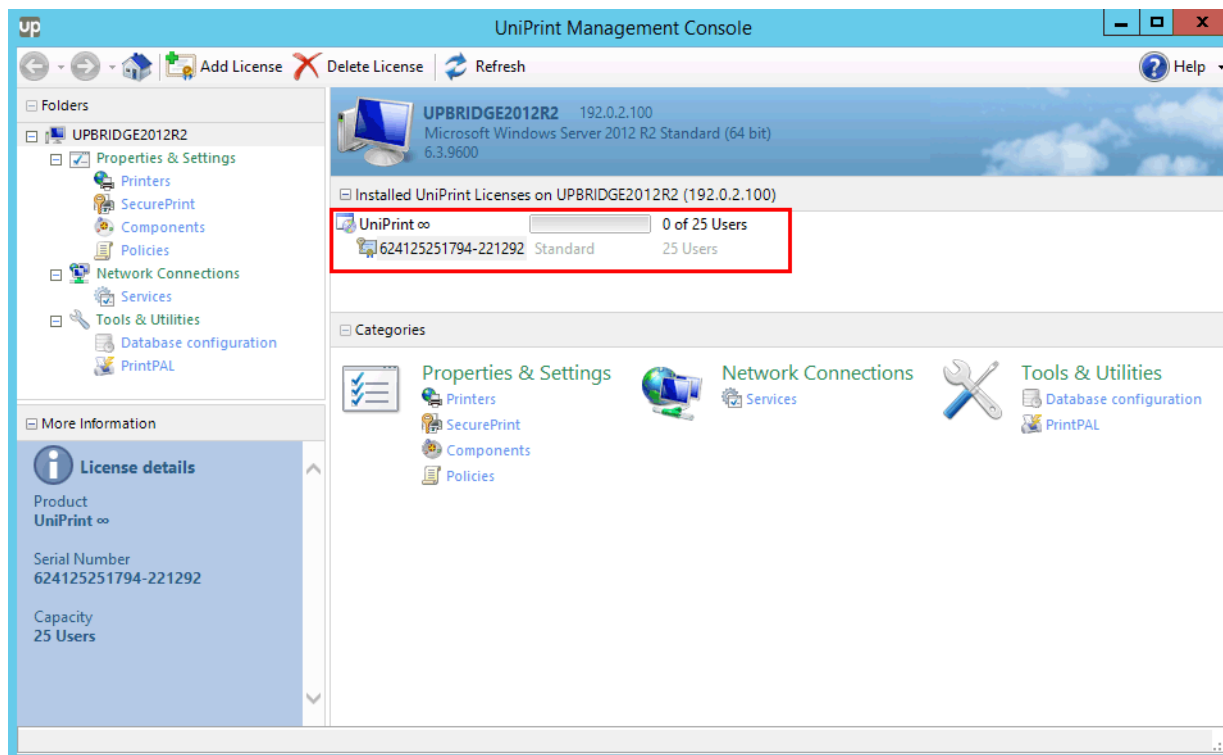 up
UniPrint Management Console
Add License
Delete License
Refresh
Help
Folders
UPBRIDGE2012R2
Properties & Settings
Printers
SecurePrint
Components
Policies
Network Connections
Services
Tools & Utilities
Database configuration
PrintPAL
More Information
License details
Product
UniPrint ∞
Serial Number
624125251794-221292
Capacity
25 Users
UPBRIDGE2012R2 192.0.2.100
Microsoft Windows Server 2012 R2 Standard (64 bit)
6.3.9600
Installed UniPrint Licenses on UPBRIDGE2012R2 (192.0.2.100)
UniPrint ∞ 0 of 25 Users
624125251794-221292 Standard 25 Users
Categories
Properties & Settings
Printers
SecurePrint
Components
Policies
Network Connections
Services
Tools & Utilities
Database configuration
PrintPAL